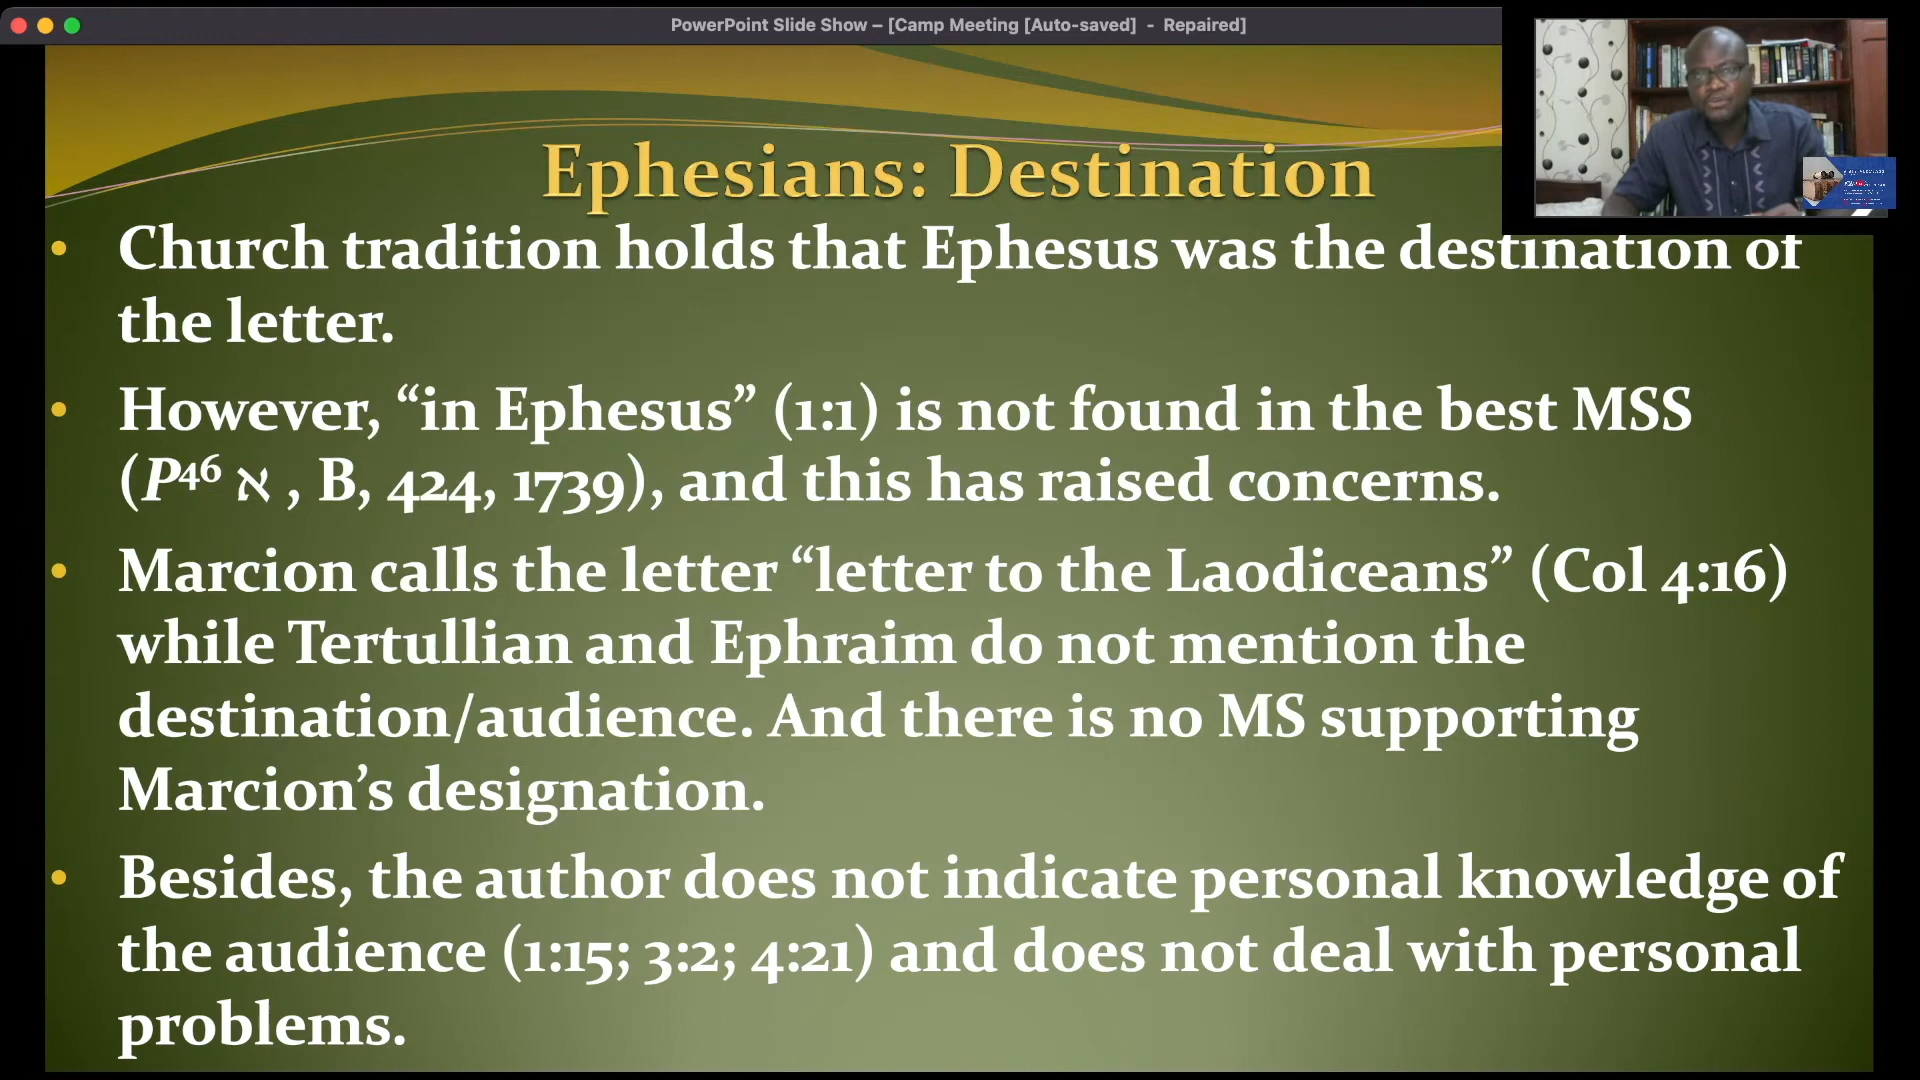 PowerPoint Slide Show – [Camp Meeting [Auto-saved]  -  Repaired]
Ephesians: Destination
• Church tradition holds that Ephesus was the destination of
the letter.
• However, “in Ephesus” (1:1) is not found in the best MSS
(P46 א , B, 424, 1739), and this has raised concerns.
• Marcion calls the letter “letter to the Laodiceans” (Col 4:16)
while Tertullian and Ephraim do not mention the
destination/audience. And there is no MS supporting
Marcion’s designation.
• Besides, the author does not indicate personal knowledge of
the audience (1:15; 3:2; 4:21) and does not deal with personal
problems.